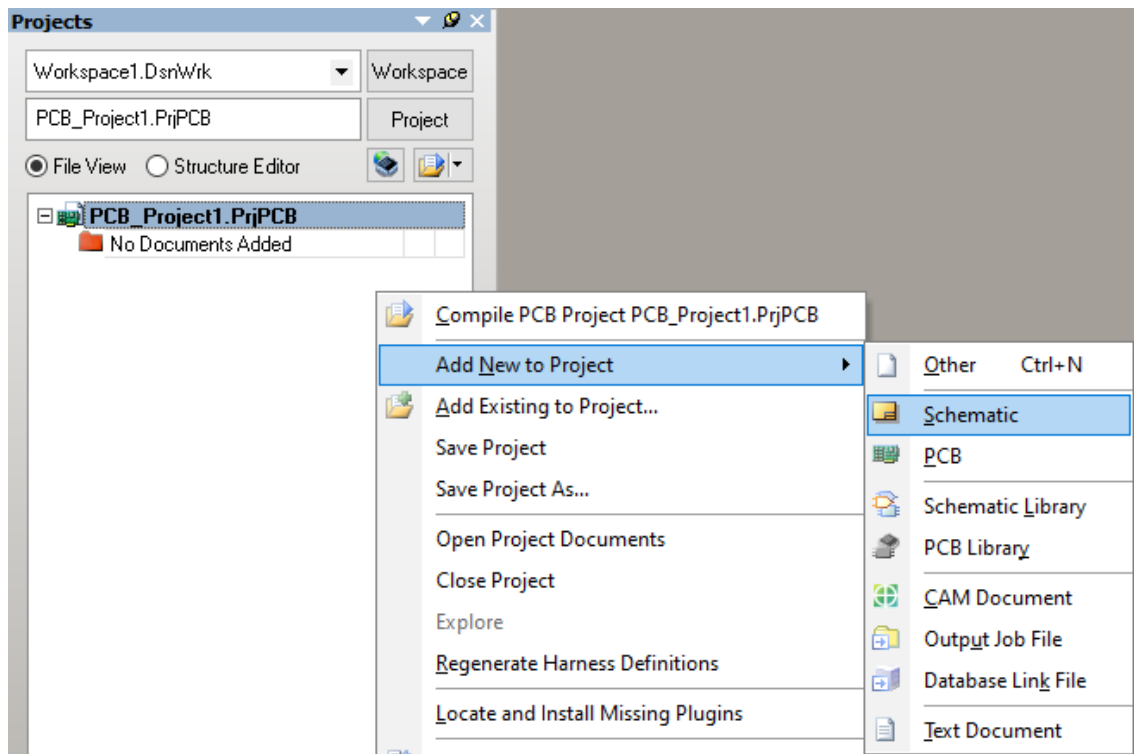 Projects
Workspace1.DsnWrk Workspace
PCB_Project1.PrjPCB Project
File View Structure Editor
PCB_Project1.PrjPCB
No Documents Added
Compile PCB Project PCB_Project1.PrjPCB
Add New to Project
Add Existing to Project...
Save Project
Save Project As...
Open Project Documents
Close Project
Explore
Regenerate Harness Definitions
Locate and Install Missing Plugins
Other Ctrl+N
Schematic
PCB
Schematic Library
PCB Library
CAM Document
Output Job File
Database Link File
Text Document